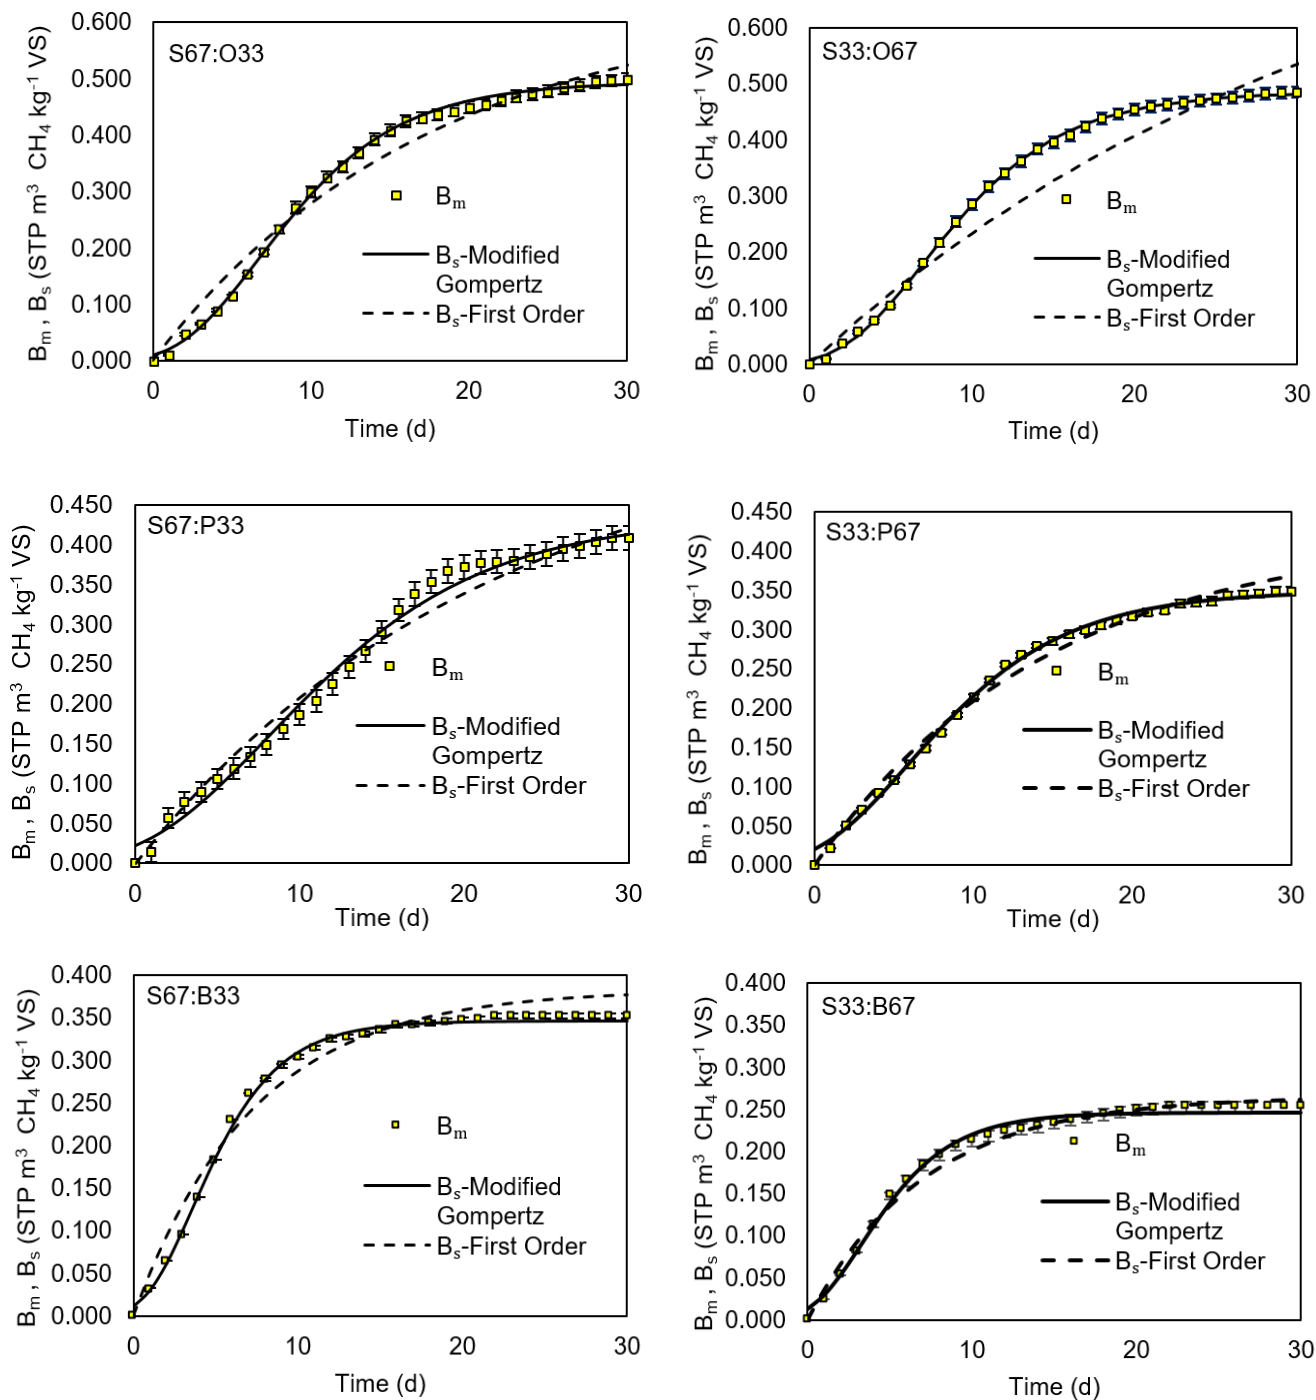 S67:O33
0.600
0.500
0.400
0.300
0.200
0.100
0.000
Bₘ , Bₛ (STP m³ CH₄ kg⁻¹ VS)
Bₘ
Bₛ-Modified
Gompertz
Bₛ-First Order
0 10 20 30
Time (d)
S33:O67
0.600
0.500
0.400
0.300
0.200
0.100
0.000
Bₘ , Bₛ (STP m³ CH₄ kg⁻¹ VS)
Bₘ
Bₛ-Modified
Gompertz
Bₛ-First Order
0 10 20 30
Time (d)
S67:P33
0.450
0.400
0.350
0.300
0.250
0.200
0.150
0.100
0.050
0.000
Bₘ , Bₛ (STP m³ CH₄ kg⁻¹ VS)
Bₘ
Bₛ-Modified
Gompertz
Bₛ-First Order
0 10 20 30
Time (d)
S33:P67
0.450
0.400
0.350
0.300
0.250
0.200
0.150
0.100
0.050
0.000
Bₘ , Bₛ (STP m³ CH₄ kg⁻¹ VS)
Bₘ
Bₛ-Modified
Gompertz
Bₛ-First Order
0 10 20 30
Time (d)
S67:B33
0.400
0.350
0.300
0.250
0.200
0.150
0.100
0.050
0.000
Bₘ , Bₛ (STP m³ CH₄ kg⁻¹ VS)
Bₘ
Bₛ-Modified
Gompertz
Bₛ-First Order
0 10 20 30
Time (d)
S33:B67
0.400
0.350
0.300
0.250
0.200
0.150
0.100
0.050
0.000
Bₘ , Bₛ (STP m³ CH₄ kg⁻¹ VS)
Bₘ
Bₛ-Modified
Gompertz
Bₛ-First Order
0 10 20 30
Time (d)